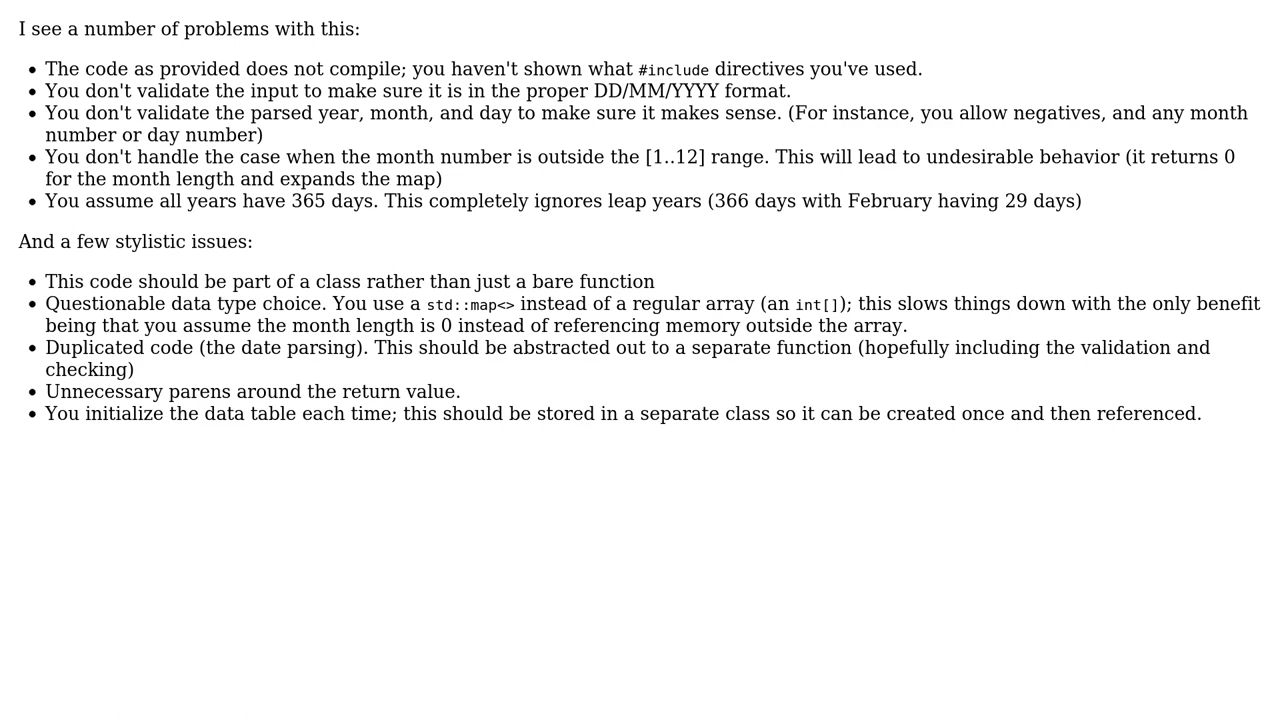 I see a number of problems with this:
The code as provided does not compile; you haven't shown what #include directives you've used.
You don't validate the input to make sure it is in the proper DD/MM/YYYY format.
You don't validate the parsed year, month, and day to make sure it makes sense. (For instance, you allow negatives, and any month
number or day number)
You don't handle the case when the month number is outside the [1..12] range. This will lead to undesirable behavior (it returns 0
for the month length and expands the map)
You assume all years have 365 days. This completely ignores leap years (366 days with February having 29 days)
And a few stylistic issues:
This code should be part of a class rather than just a bare function
Questionable data type choice. You use a std::map<> instead of a regular array (an int[]); this slows things down with the only benefit
being that you assume the month length is 0 instead of referencing memory outside the array.
Duplicated code (the date parsing). This should be abstracted out to a separate function (hopefully including the validation and
checking)
Unnecessary parens around the return value.
You initialize the data table each time; this should be stored in a separate class so it can be created once and then referenced.